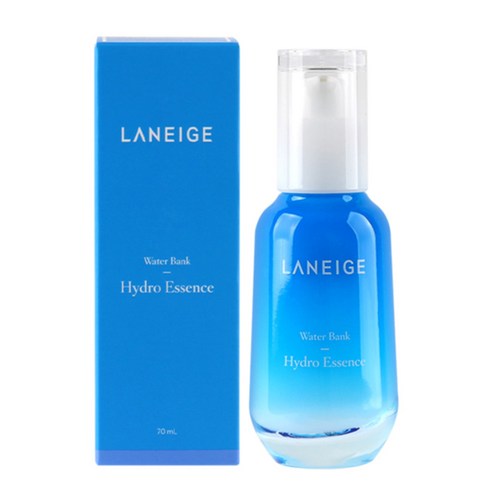 LANEIGE
Water Bank
Hydro Essence
70 mL
LANEIGE
Water Bank
Hydro Essence